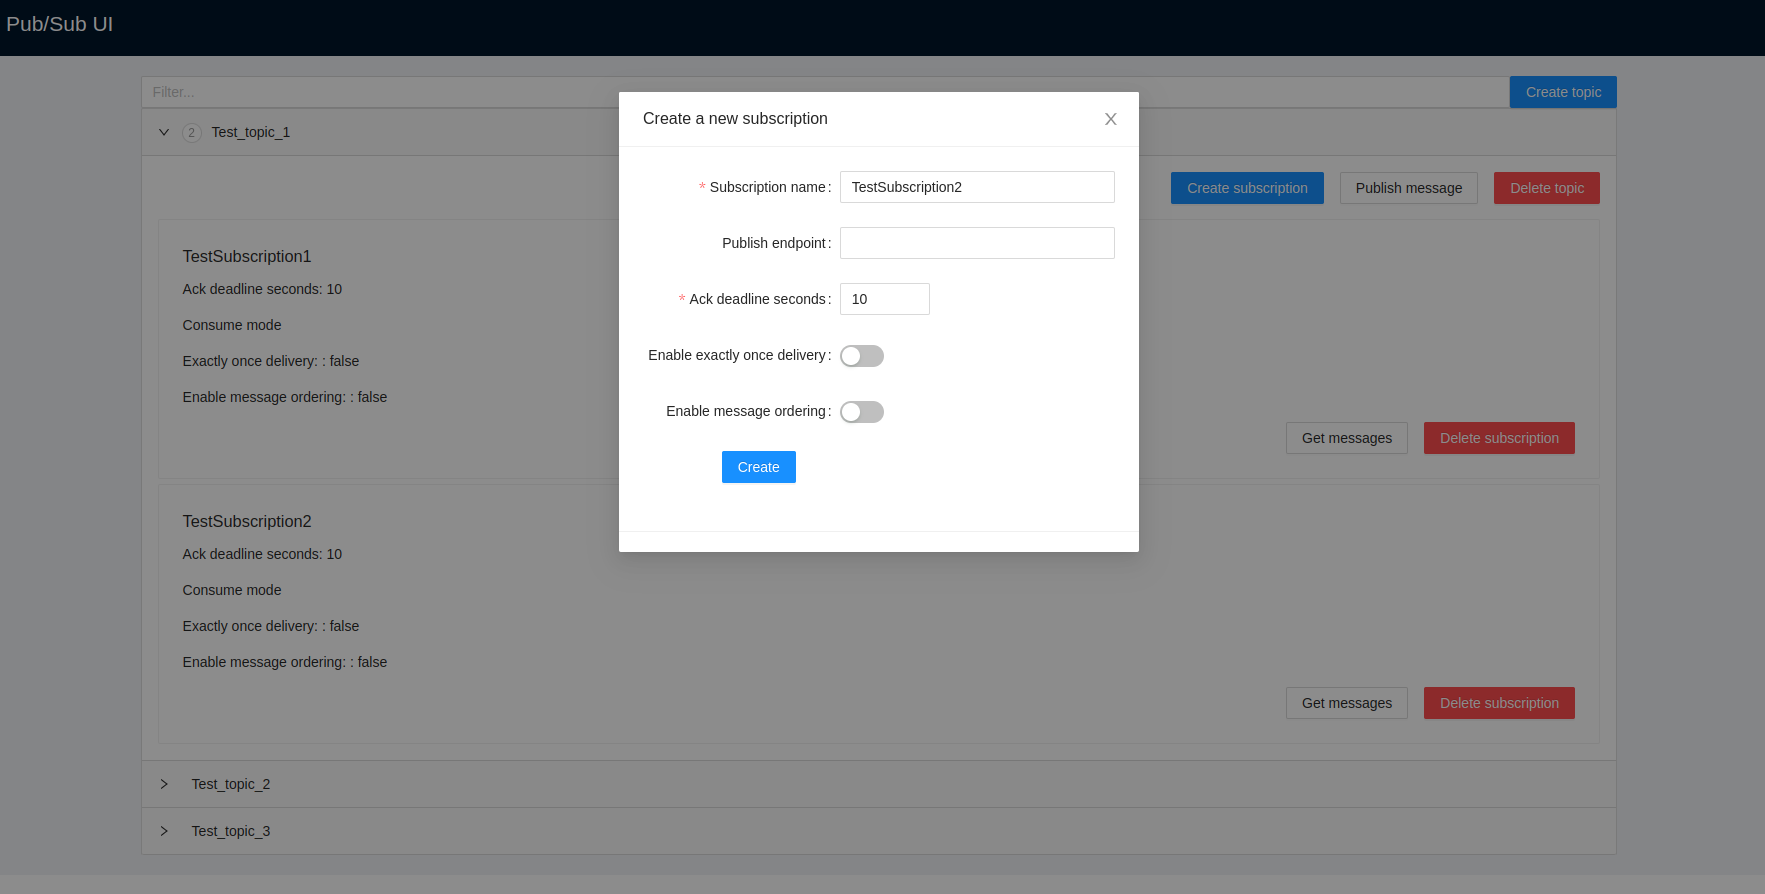 Pub/Sub UI
Filter...
Create topic
2 Test_topic_1
Create subscription Publish message Delete topic
TestSubscription1
Ack deadline seconds: 10
Consume mode
Exactly once delivery: : false
Enable message ordering: : false
Get messages Delete subscription
TestSubscription2
Ack deadline seconds: 10
Consume mode
Exactly once delivery: : false
Enable message ordering: : false
Get messages Delete subscription
Test_topic_2
Test_topic_3
Create a new subscription
* Subscription name: TestSubscription2
Publish endpoint:
* Ack deadline seconds: 10
Enable exactly once delivery:
Enable message ordering:
Create